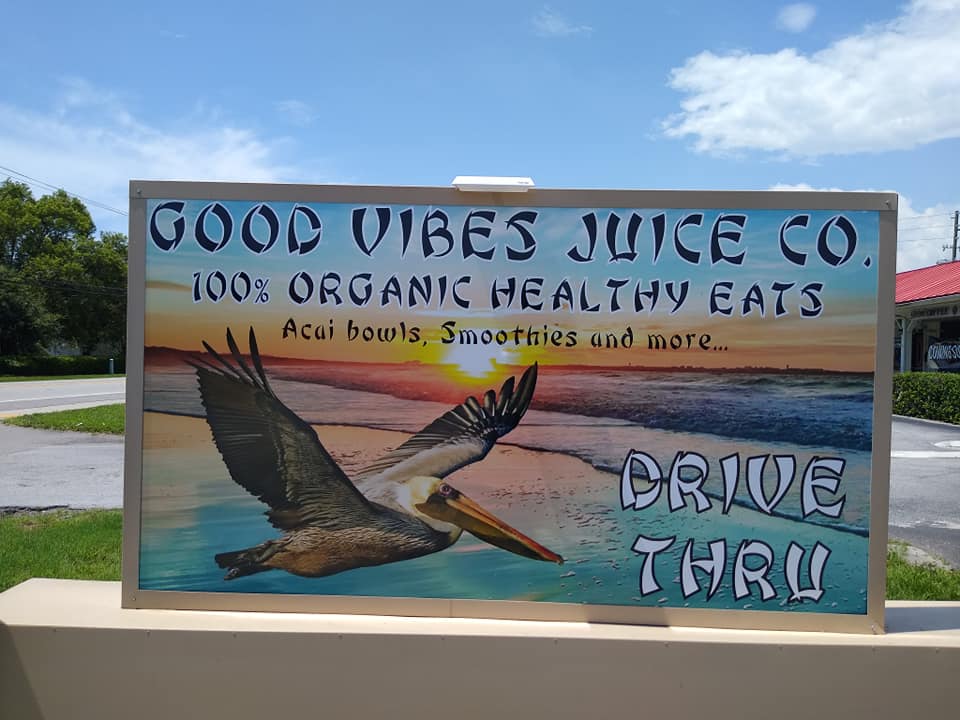 GOOD VIBES JUICE CO.
100% ORGANIC HEALTHY EATS
Acai bowls, Smoothies and more...
DRIVE
THRU